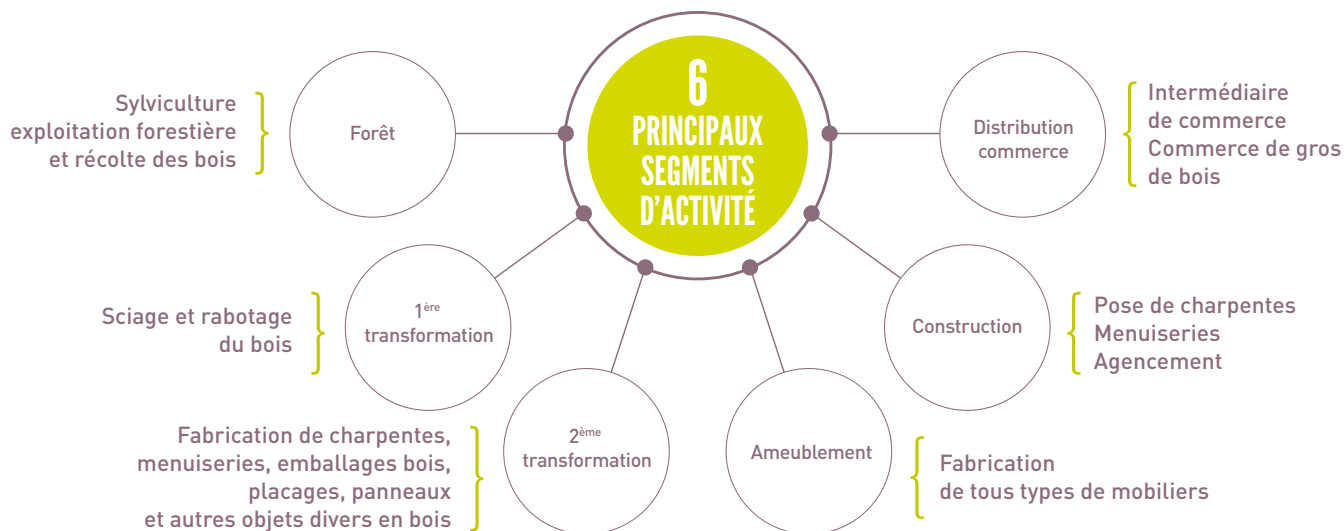 6
PRINCIPAUX
SEGMENTS
D'ACTIVITÉ
Sylviculture
exploitation forestière
et récolte des bois
Forêt
Sciage et rabotage
du bois
1ère
transformation
Fabrication de charpentes,
menuiseries, emballages bois,
placages, panneaux
et autres objets divers en bois
2ème
transformation
Ameublement
Fabrication
de tous types de mobiliers
Construction
Pose de charpentes
Menuiseries
Agencement
Distribution
commerce
Intermédiaire
de commerce
Commerce de gros
de bois